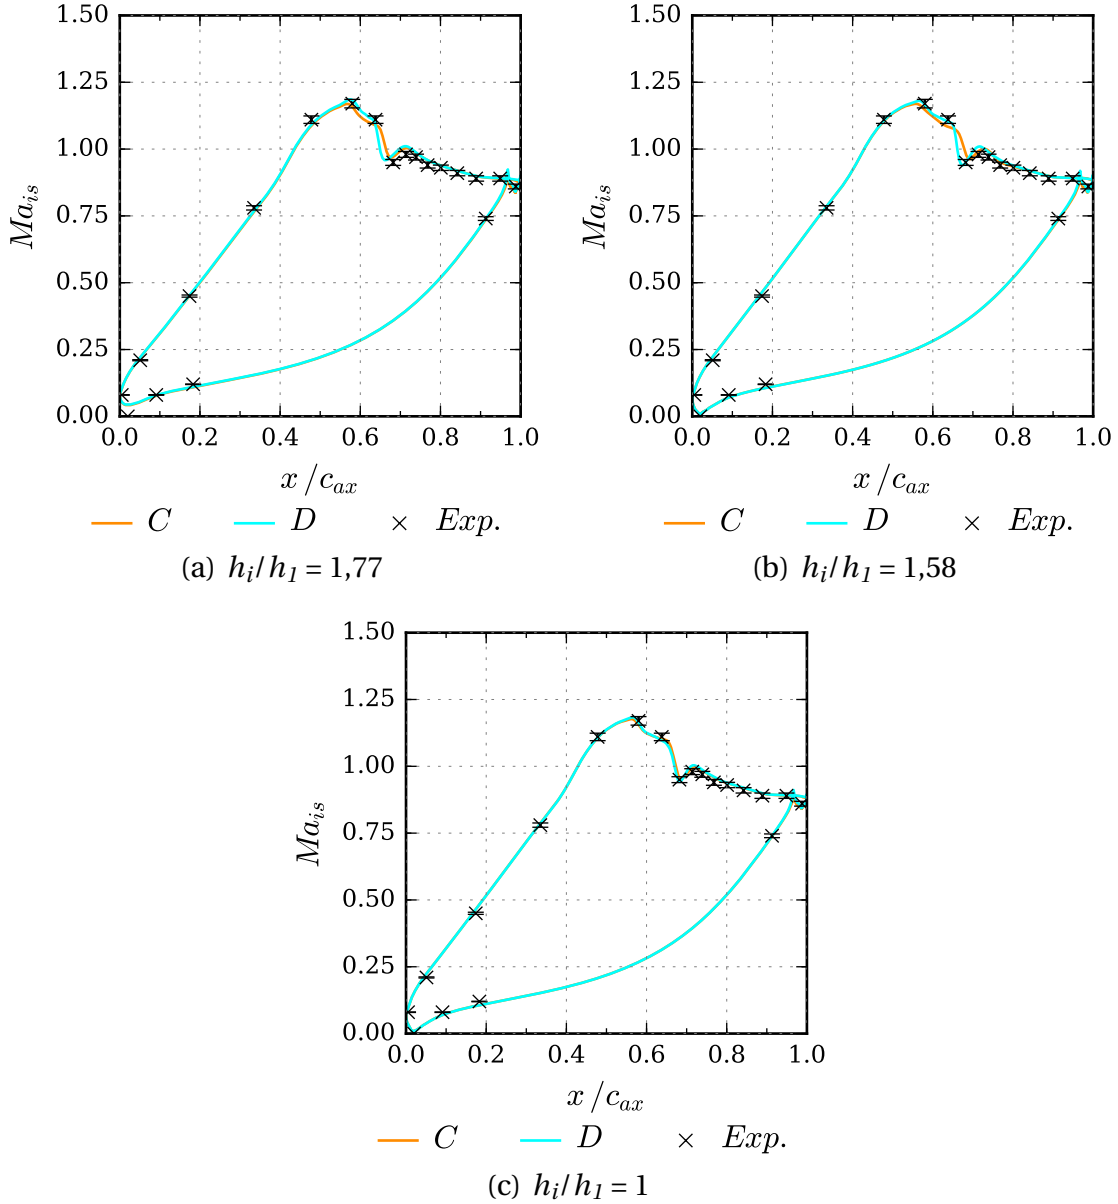 1.50
1.25
1.00
0.75
0.50
0.25
0.00
Ma_is
0.0 0.2 0.4 0.6 0.8 1.0
x / c_ax
C D × Exp.
(a) h_i / h_1 = 1,77
1.50
1.25
1.00
0.75
0.50
0.25
0.00
Ma_is
0.0 0.2 0.4 0.6 0.8 1.0
x / c_ax
C D × Exp.
(b) h_i / h_1 = 1,58
1.50
1.25
1.00
0.75
0.50
0.25
0.00
Ma_is
0.0 0.2 0.4 0.6 0.8 1.0
x / c_ax
C D × Exp.
(c) h_i / h_1 = 1